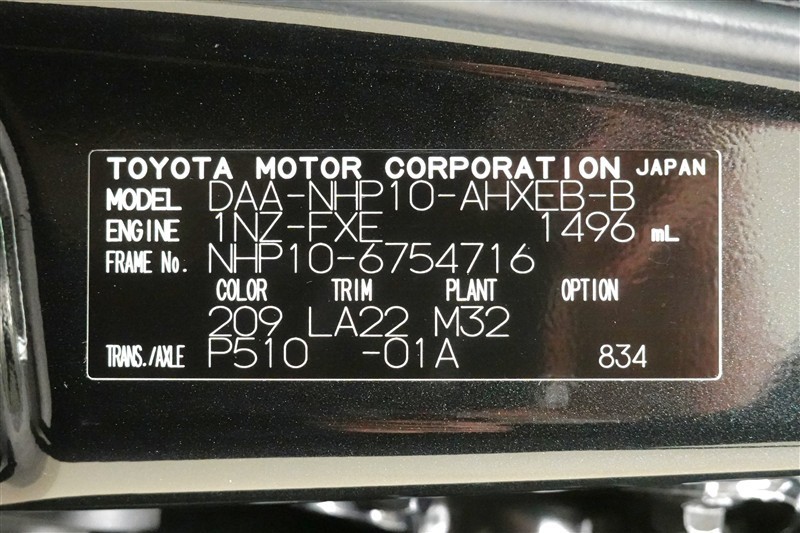 TOYOTA MOTOR CORPORATION JAPAN
MODEL DAA-NHP10-AHXEB-B
ENGINE 1NZ-FXE 1496 mL
FRAME No. NHP10-6754716
COLOR TRIM PLANT OPTION
209 LA22 M32
TRANS./AXLE P510 -01A 834